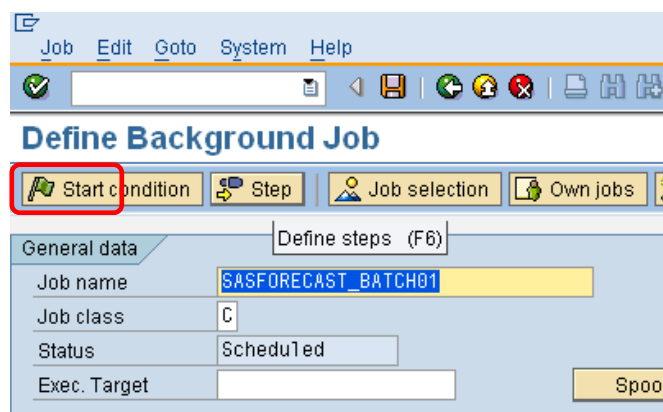 Job Edit Goto System Help
Define Background Job
Start condition Step Job selection Own jobs
Define steps (F6)
General data
Job name SASFORECAST_BATCH01
Job class C
Status Scheduled
Exec. Target Spoo